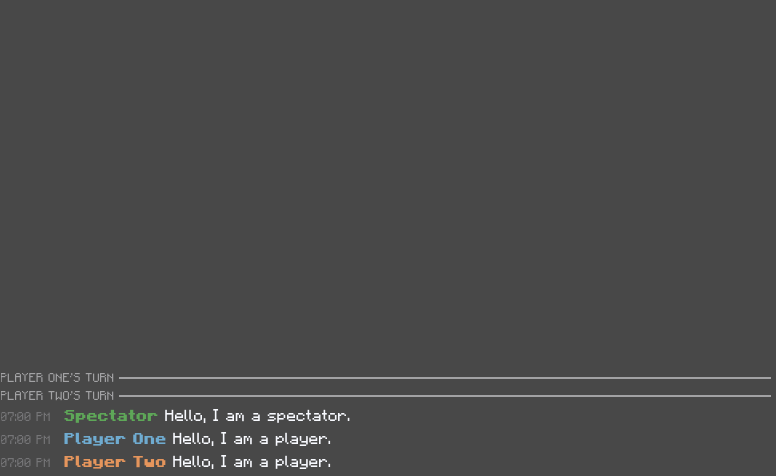 PLAYER ONE'S TURN
PLAYER TWO'S TURN
07:00 PM Spectator Hello, I am a spectator.
07:00 PM Player One Hello, I am a player.
07:00 PM Player Two Hello, I am a player.